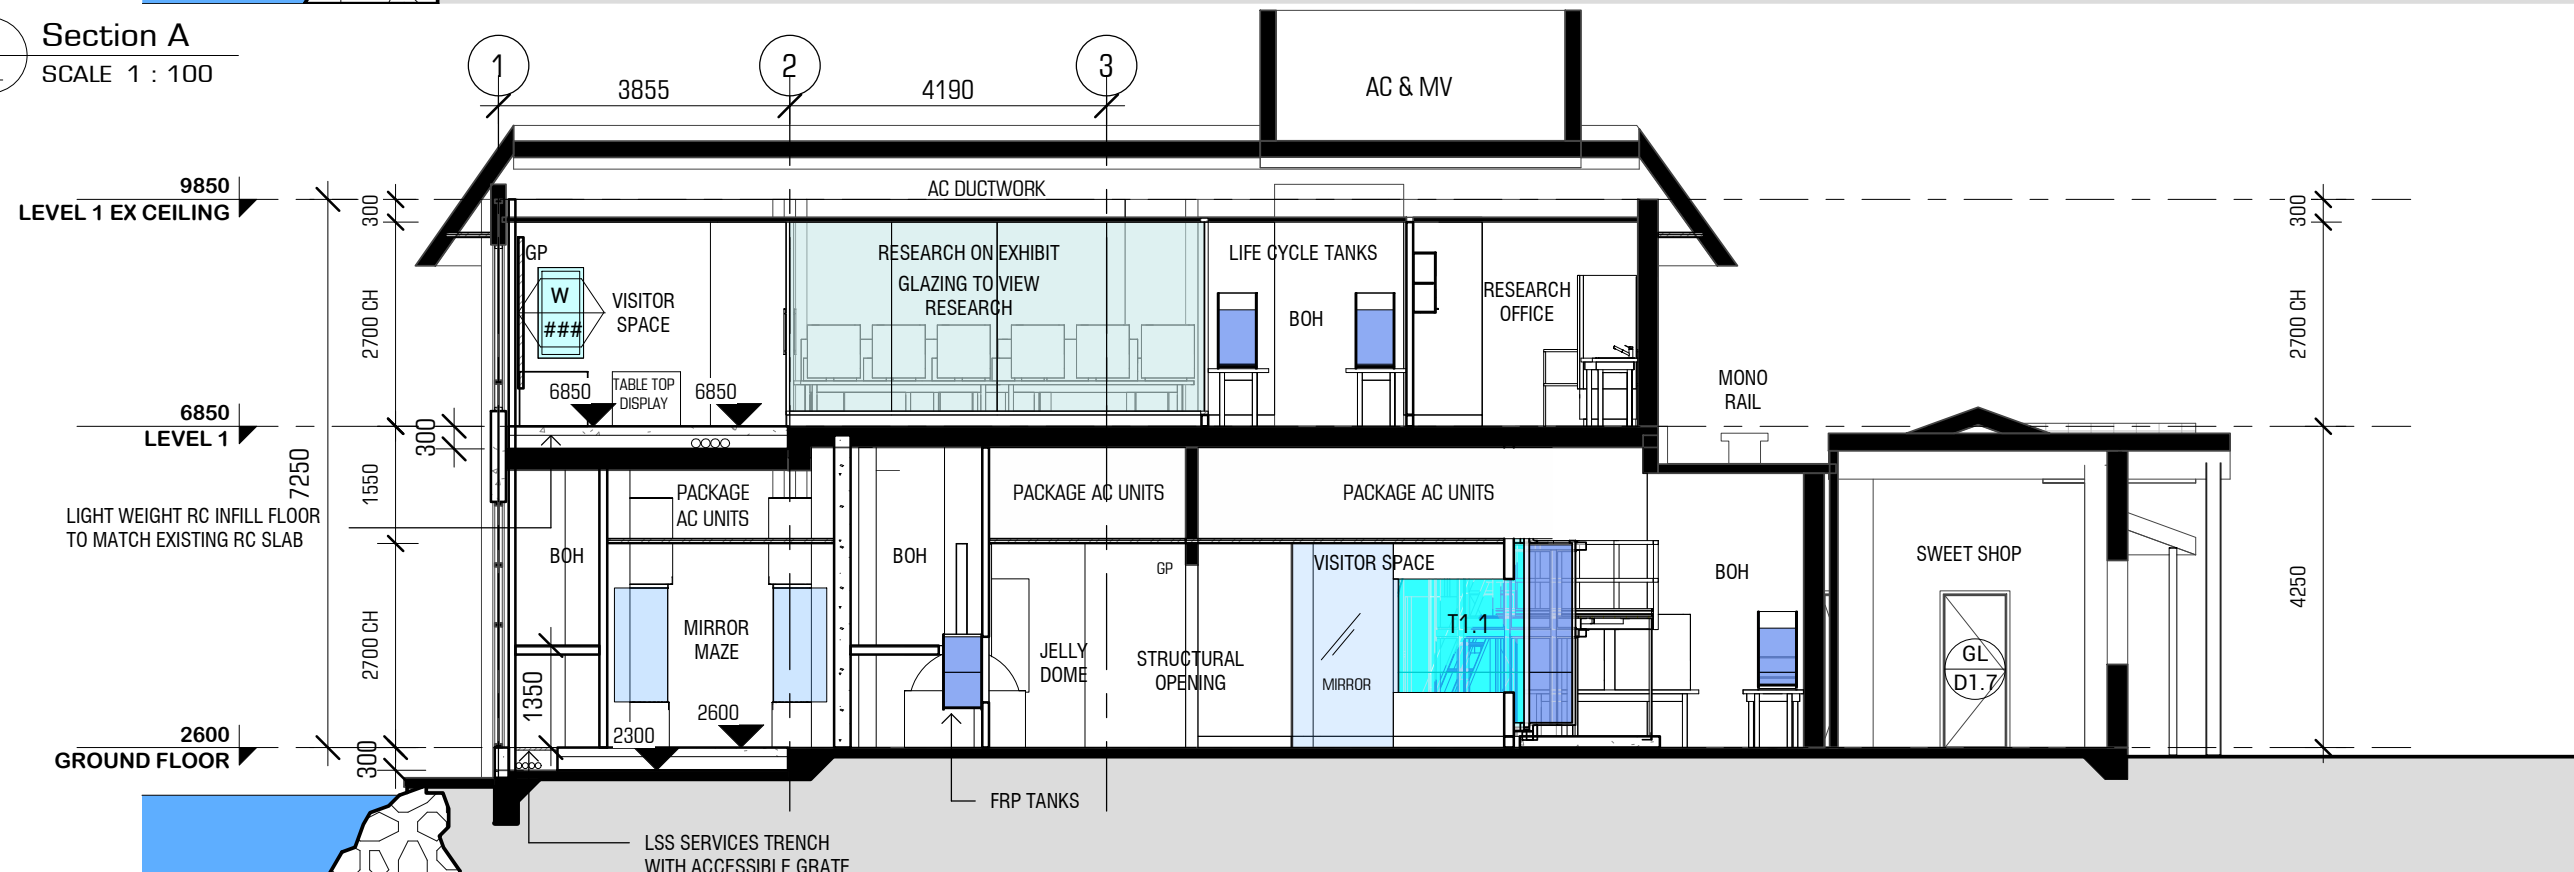 Section A
SCALE 1 : 100
1
2
3
3855
4190
AC & MV
9850
LEVEL 1 EX CEILING
300
AC DUCTWORK
300
GP
W
###
VISITOR
SPACE
RESEARCH ON EXHIBIT
GLAZING TO VIEW
RESEARCH
LIFE CYCLE TANKS
BOH
RESEARCH
OFFICE
2700 CH
2700 CH
6850
TABLE TOP
DISPLAY
6850
MONO
RAIL
6850
LEVEL 1
300
7250
1550
PACKAGE
AC UNITS
PACKAGE AC UNITS
PACKAGE AC UNITS
LIGHT WEIGHT RC INFILL FLOOR
TO MATCH EXISTING RC SLAB
BOH
BOH
GP
VISITOR SPACE
BOH
SWEET SHOP
4250
2700 CH
MIRROR
MAZE
JELLY
DOME
STRUCTURAL
OPENING
MIRROR
T1.1
GL
D1.7
1350
2600
2300
2600
GROUND FLOOR
300
FRP TANKS
LSS SERVICES TRENCH
WITH ACCESSIBLE GRATE